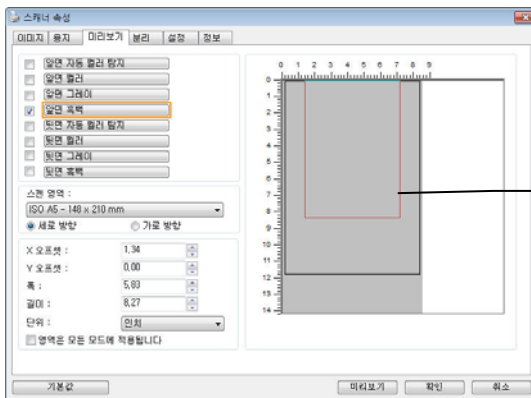 스캐너 속성
이미지 용지 미리보기 분리 설정 정보
앞면 자동 컬러 탐지
앞면 컬러
앞면 그레이
앞면 흑백
뒷면 자동 컬러 탐지
뒷면 컬러
뒷면 그레이
뒷면 흑백
스캔 영역 :
ISO A5 - 148 x 210 mm
세로 방향 가로 방향
X 오프셋 : 1,34
Y 오프셋 : 0,00
폭 : 5,83
길이 : 8,27
단위 : 인치
영역은 모든 모드에 적용됩니다
0 1 2 3 4 5 6 7 8 9
0
1
2
3
4
5
6
7
8
9
10
11
12
13
14
기본값 미리보기 확인 취소